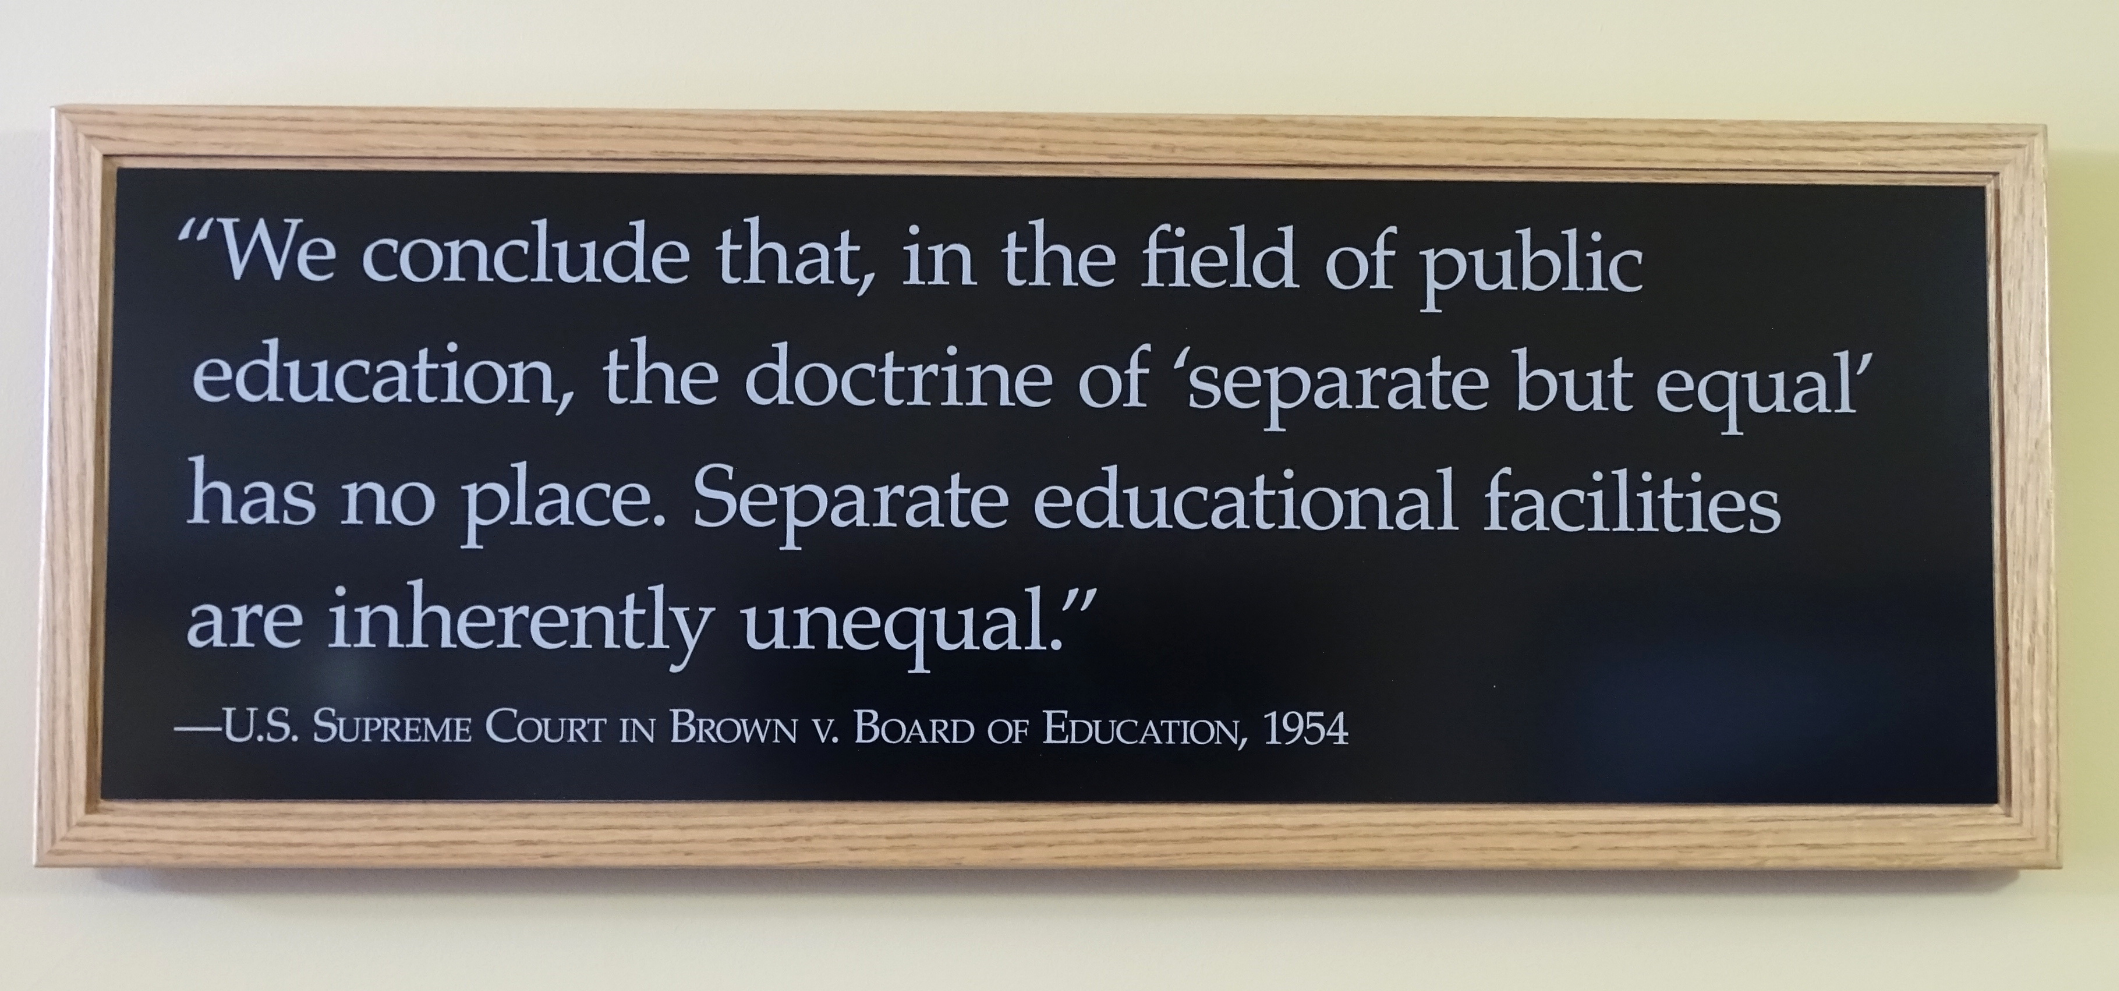 “We conclude that, in the field of public
education, the doctrine of ‘separate but equal’
has no place. Separate educational facilities
are inherently unequal.”
—U.S. Supreme Court in Brown v. Board of Education, 1954